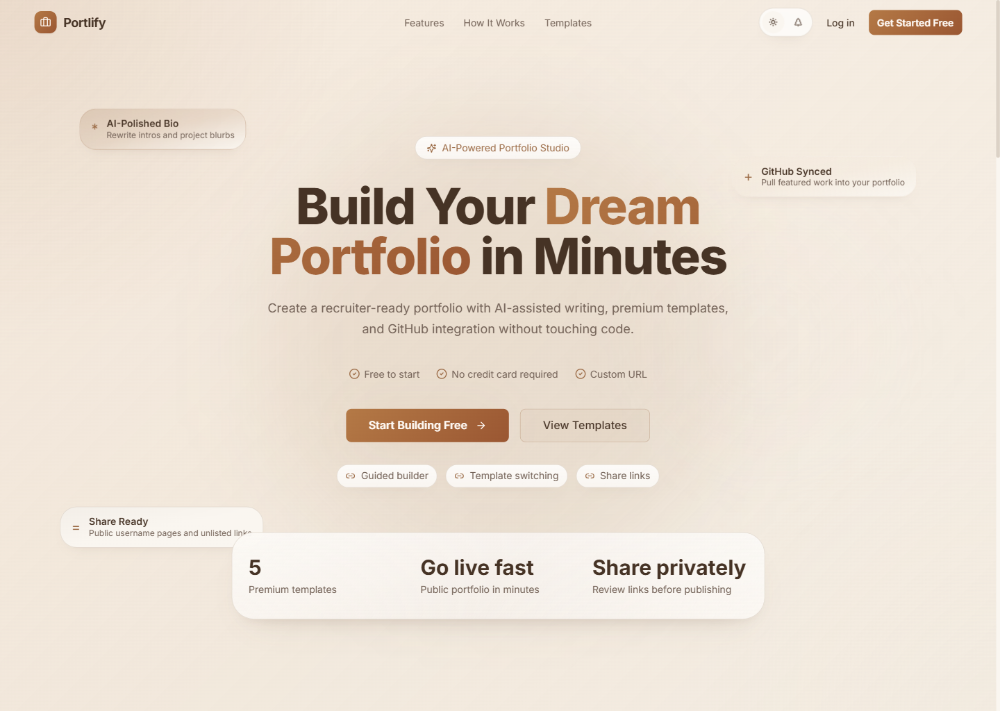 Portlify
Features
How It Works
Templates
Log in
Get Started Free
* AI-Polished Bio
Rewrite intros and project blurbs
AI-Powered Portfolio Studio
+ GitHub Synced
Pull featured work into your portfolio
Build Your Dream
Portfolio in Minutes
Create a recruiter-ready portfolio with AI-assisted writing, premium templates,
and GitHub integration without touching code.
Free to start
No credit card required
Custom URL
Start Building Free →
View Templates
Guided builder
Template switching
Share links
= Share Ready
Public username pages and unlisted links
5
Premium templates
Go live fast
Public portfolio in minutes
Share privately
Review links before publishing